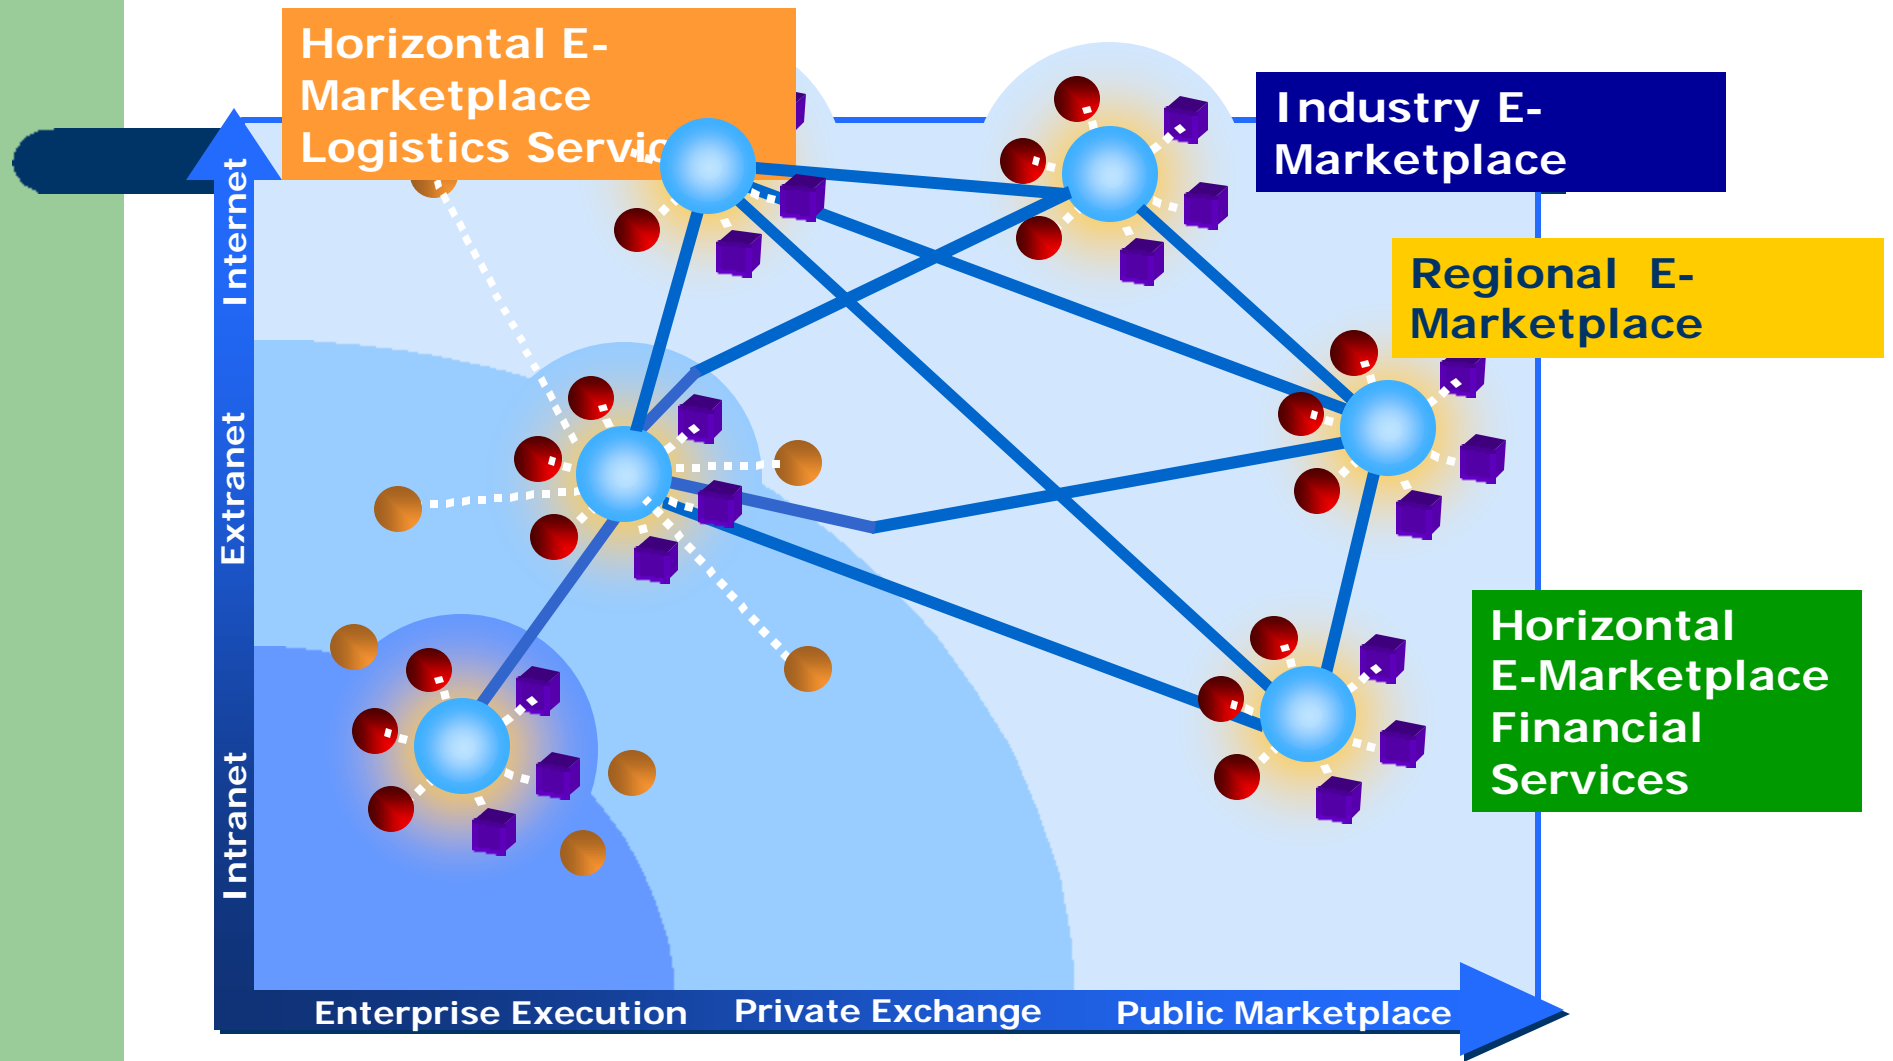 Horizontal E-
Marketplace
Logistics Servic
Industry E-
Marketplace
Regional E-
Marketplace
Horizontal
E-Marketplace
Financial
Services
Internet
Extranet
Intranet
Enterprise Execution
Private Exchange
Public Marketplace